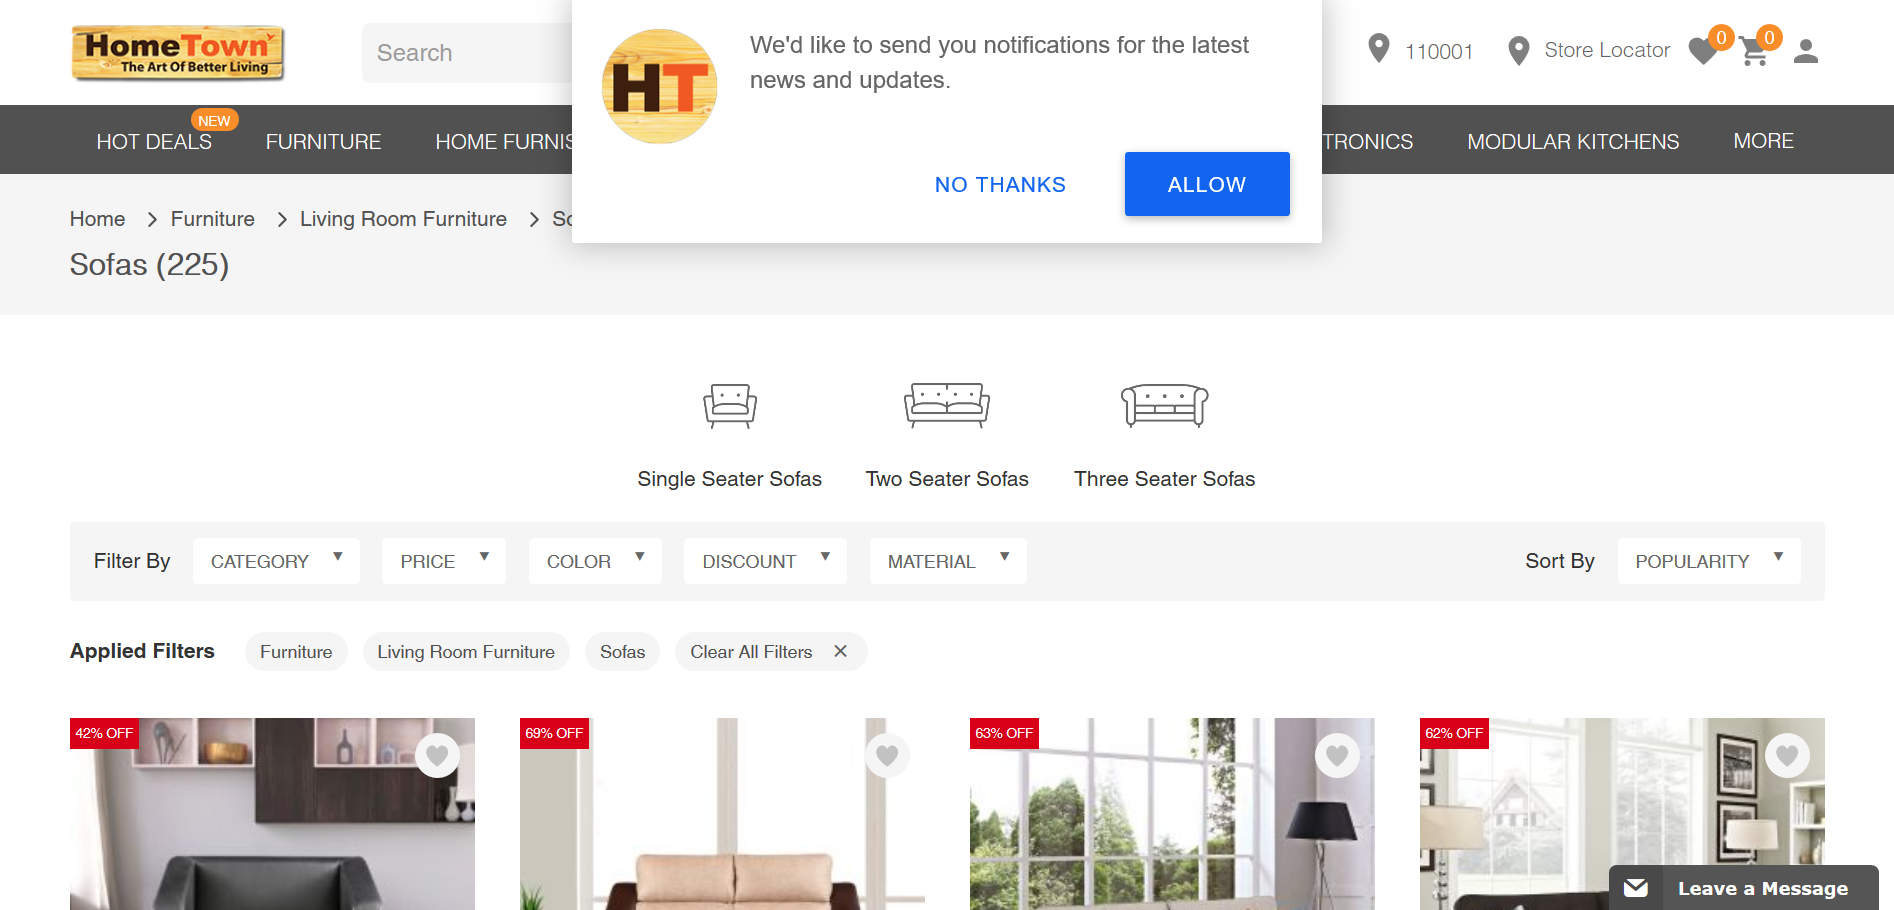 HomeTown
The Art Of Better Living
Search
We'd like to send you notifications for the latest
news and updates.
NO THANKS
ALLOW
110001
Store Locator
0
0
HOT DEALS
NEW
FURNITURE
HOME FURNIS
TRONICS
MODULAR KITCHENS
MORE
Home
Furniture
Living Room Furniture
So
Sofas (225)
Single Seater Sofas
Two Seater Sofas
Three Seater Sofas
Filter By
CATEGORY
PRICE
COLOR
DISCOUNT
MATERIAL
Sort By
POPULARITY
Applied Filters
Furniture
Living Room Furniture
Sofas
Clear All Filters
42% OFF
69% OFF
63% OFF
62% OFF
Leave a Message
HT